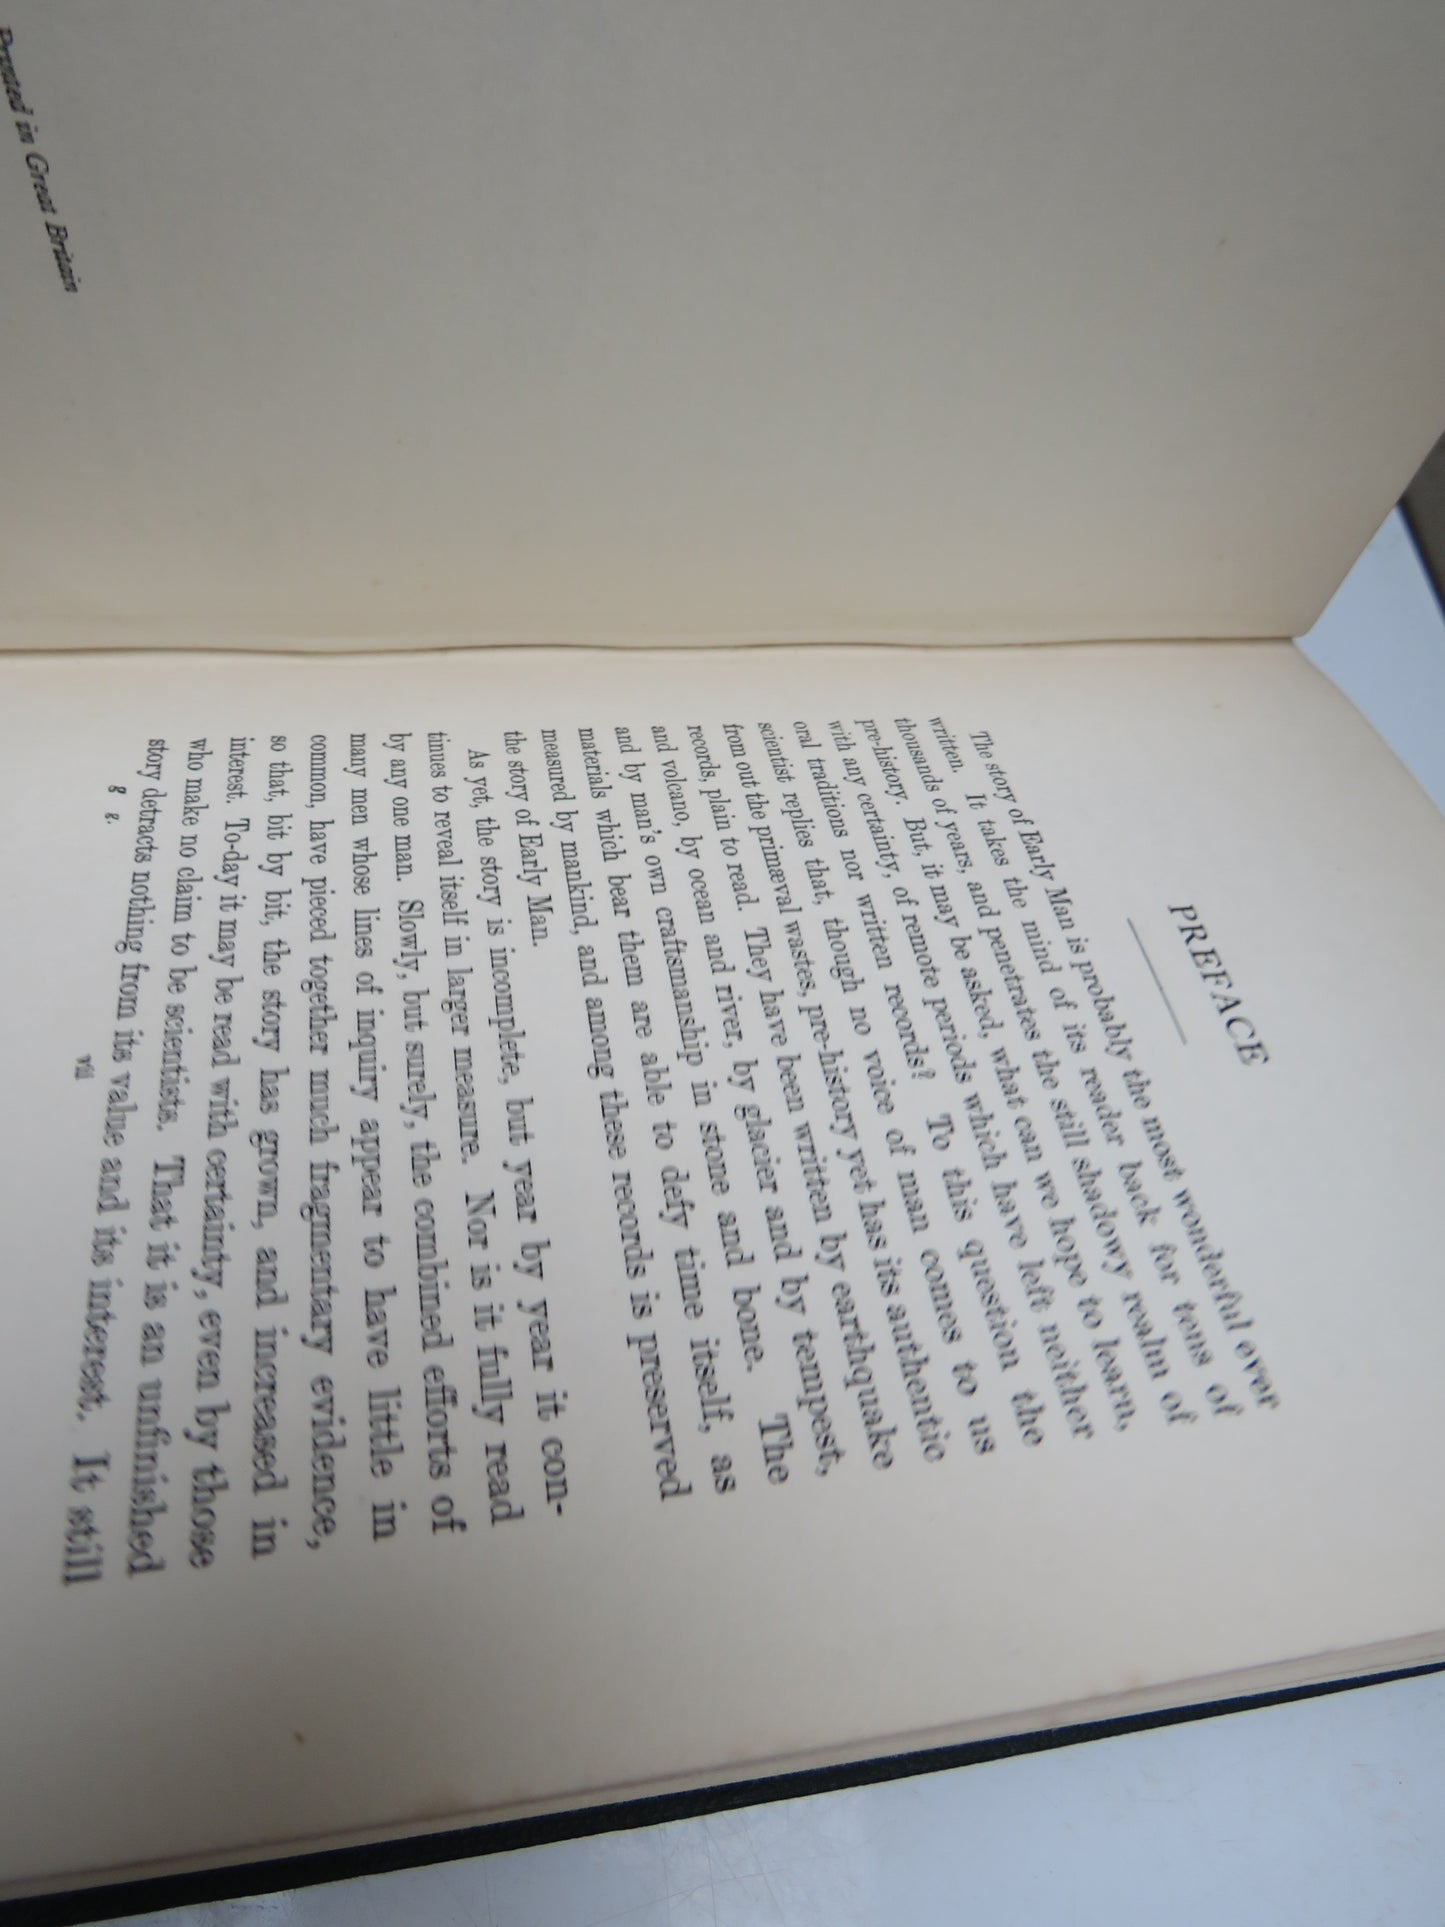 Printed in Great Britain
PREFACE
The story of Early Man is probably the most wonderful ever
written. It takes the mind of its reader back for tens of
thousands of years, and penetrates the still shadowy realm of
pre-history. But, it may be asked, what can we hope to learn,
with any certainty, of remote periods which have left neither
oral traditions nor written records? To this question the
scientist replies that, though no voice of man comes to us
from out the primæval wastes, pre-history yet has its authentic
records, plain to read. They have been written by earthquake
and volcano, by ocean and river, by glacier and by tempest,
and by man's own craftsmanship in stone and bone. The
materials which bear them are able to defy time itself, as
measured by mankind, and among these records is preserved
the story of Early Man.
As yet, the story is incomplete, but year by year it con-
tinues to reveal itself in larger measure. Nor is it fully read
by any one man. Slowly, but surely, the combined efforts of
many men whose lines of inquiry appear to have little in
common, have pieced together much fragmentary evidence,
so that, bit by bit, the story has grown, and increased in
interest. To-day it may be read with certainty, even by those
who make no claim to be scientists. That it is an unfinished
story detracts nothing from its value and its interest. It still
vii